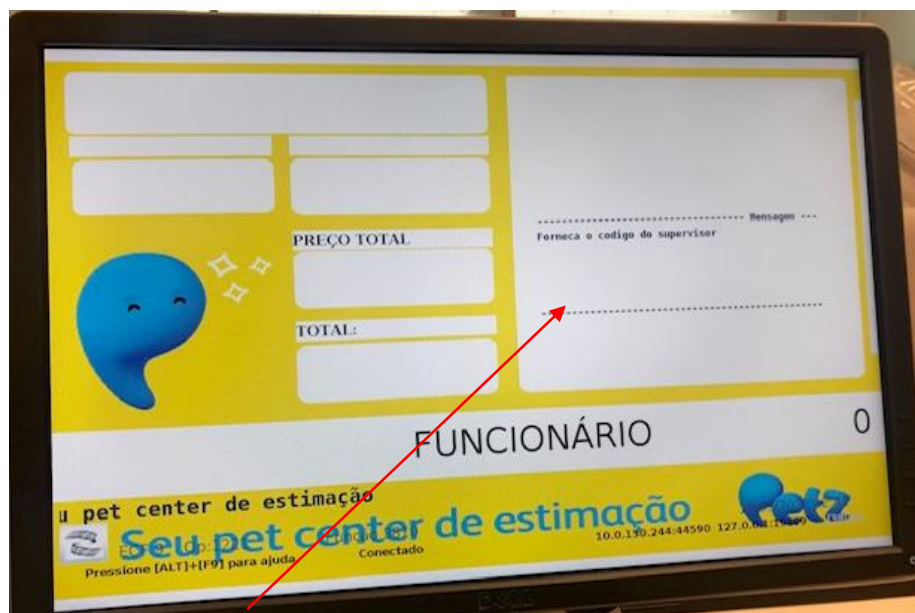 ------------------------------------ Mensagem ---
Forneca o codigo do supervisor
PREÇO TOTAL
TOTAL:
FUNCIONÁRIO 0
u pet center de estimação
Seu pet center de estimação
Petz
10.0.130.244:44590
Conectado
Pressione [ALT]+[F9] para ajuda
DELL